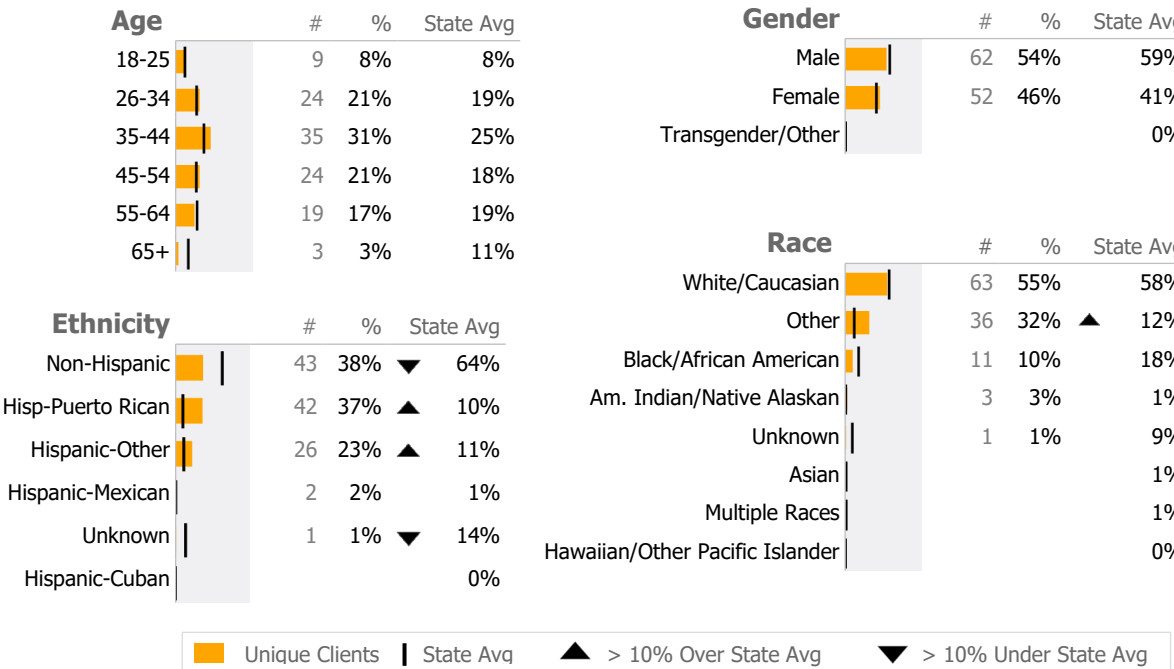 Age # % State Avg
18-25 9 8% 8%
26-34 24 21% 19%
35-44 35 31% 25%
45-54 24 21% 18%
55-64 19 17% 19%
65+ 3 3% 11%
Ethnicity # % State Avg
Non-Hispanic 43 38% ▼ 64%
Hisp-Puerto Rican 42 37% ▲ 10%
Hispanic-Other 26 23% ▲ 11%
Hispanic-Mexican 2 2% 1%
Unknown 1 1% ▼ 14%
Hispanic-Cuban 0%
Gender # % State Avg
Male 62 54% 59%
Female 52 46% 41%
Transgender/Other 0%
Race # % State Avg
White/Caucasian 63 55% 58%
Other 36 32% ▲ 12%
Black/African American 11 10% 18%
Am. Indian/Native Alaskan 3 3% 1%
Unknown 1 1% 9%
Asian 1%
Multiple Races 1%
Hawaiian/Other Pacific Islander 0%
Unique Clients | State Avg ▲ > 10% Over State Avg ▼ > 10% Under State Avg